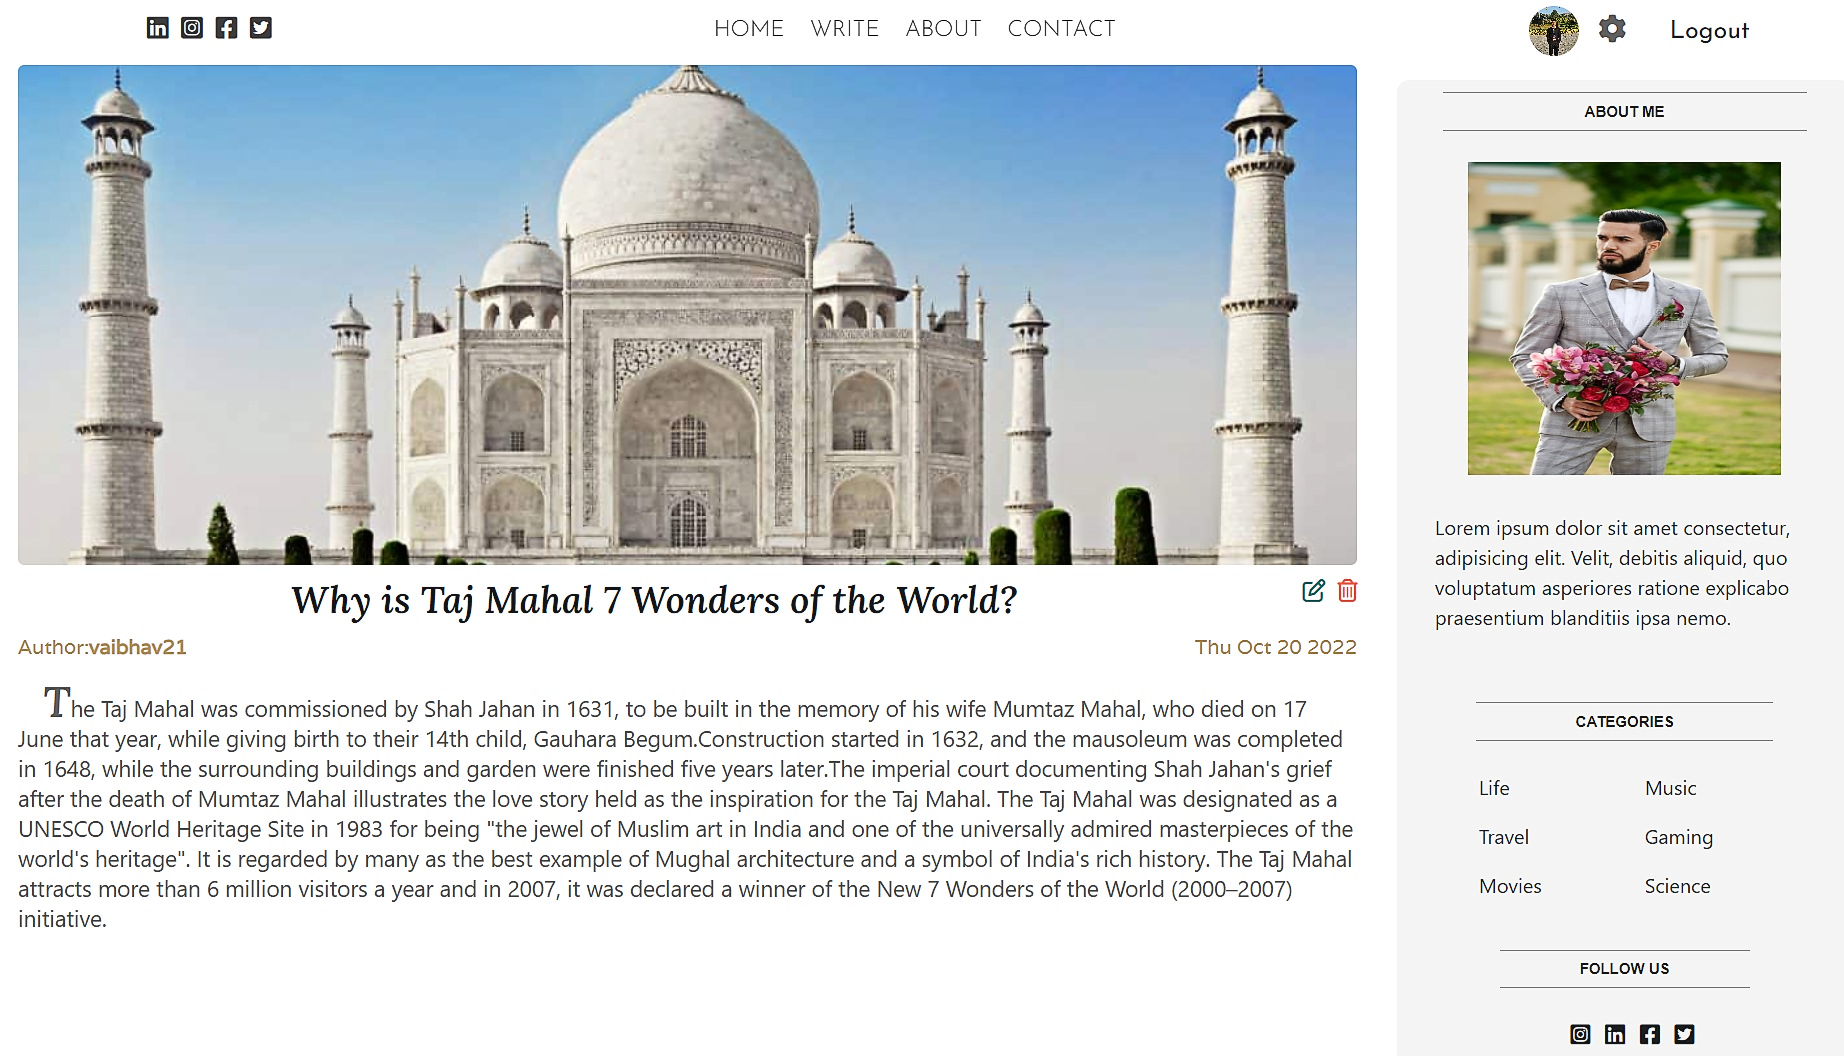 HOME WRITE ABOUT CONTACT
Logout
Why is Taj Mahal 7 Wonders of the World?
Author:vaibhav21
Thu Oct 20 2022
The Taj Mahal was commissioned by Shah Jahan in 1631, to be built in the memory of his wife Mumtaz Mahal, who died on 17
June that year, while giving birth to their 14th child, Gauhara Begum.Construction started in 1632, and the mausoleum was completed
in 1648, while the surrounding buildings and garden were finished five years later.The imperial court documenting Shah Jahan's grief
after the death of Mumtaz Mahal illustrates the love story held as the inspiration for the Taj Mahal. The Taj Mahal was designated as a
UNESCO World Heritage Site in 1983 for being "the jewel of Muslim art in India and one of the universally admired masterpieces of the
world's heritage". It is regarded by many as the best example of Mughal architecture and a symbol of India's rich history. The Taj Mahal
attracts more than 6 million visitors a year and in 2007, it was declared a winner of the New 7 Wonders of the World (2000–2007)
initiative.
ABOUT ME
Lorem ipsum dolor sit amet consectetur,
adipisicing elit. Velit, debitis aliquid, quo
voluptatum asperiores ratione explicabo
praesentium blanditiis ipsa nemo.
CATEGORIES
Life Music
Travel Gaming
Movies Science
FOLLOW US